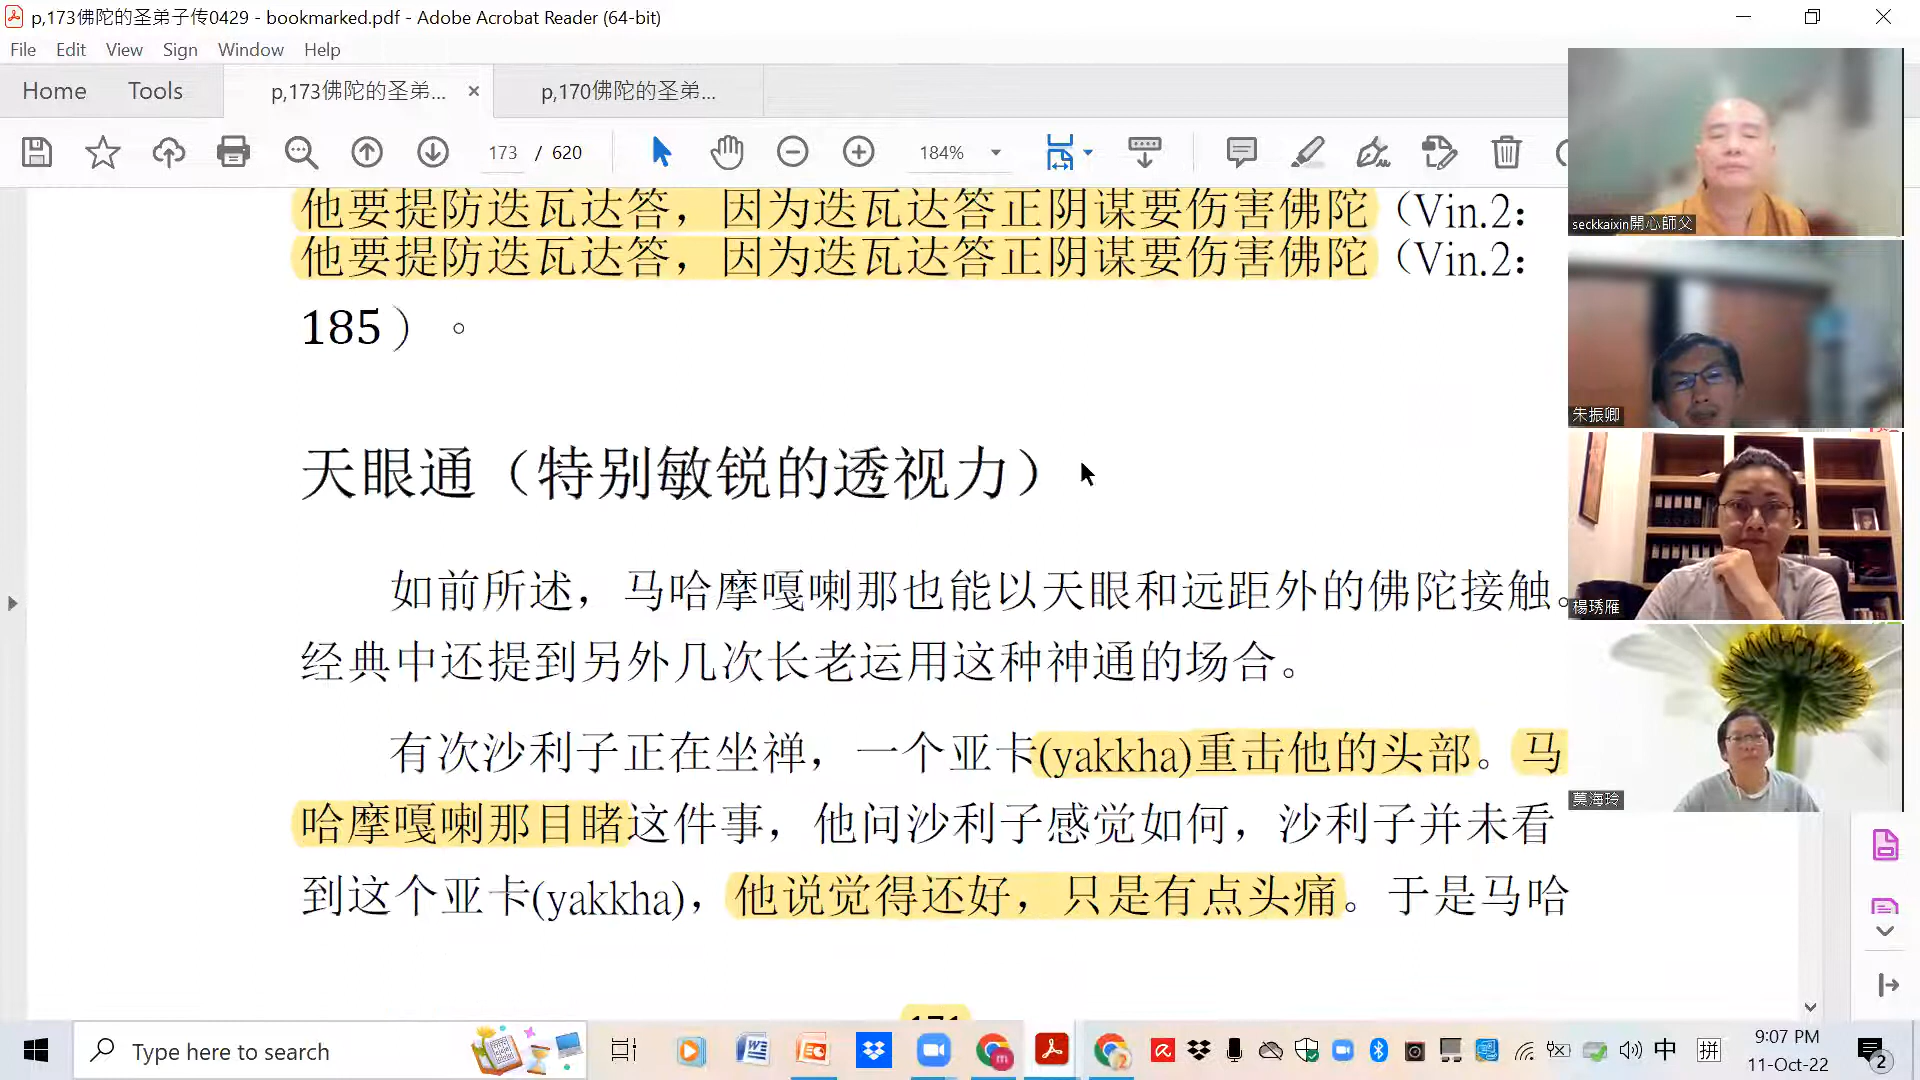 p,173佛陀的圣弟子传0429 - bookmarked.pdf - Adobe Acrobat Reader (64-bit)
File Edit View Sign Window Help
Home Tools p,173佛陀的圣弟... × p,170佛陀的圣弟...
173 / 620 184%
他要提防迭瓦达答，因为迭瓦达答正阴谋要伤害佛陀（Vin.2：
他要提防迭瓦达答，因为迭瓦达答正阴谋要伤害佛陀（Vin.2：
185）。
天眼通（特别敏锐的透视力）
如前所述，马哈摩嘎喇那也能以天眼和远距外的佛陀接触。
经典中还提到另外几次长老运用这种神通的场合。
有次沙利子正在坐禅，一个亚卡(yakkha)重击他的头部。马
哈摩嘎喇那目睹这件事，他问沙利子感觉如何，沙利子并未看
到这个亚卡(yakkha)，他说觉得还好，只是有点头痛。于是马哈
seckkaixin開心師父
朱振卿
楊琇雁
莫海玲
Type here to search
中 拼
9:07 PM
11-Oct-22
2